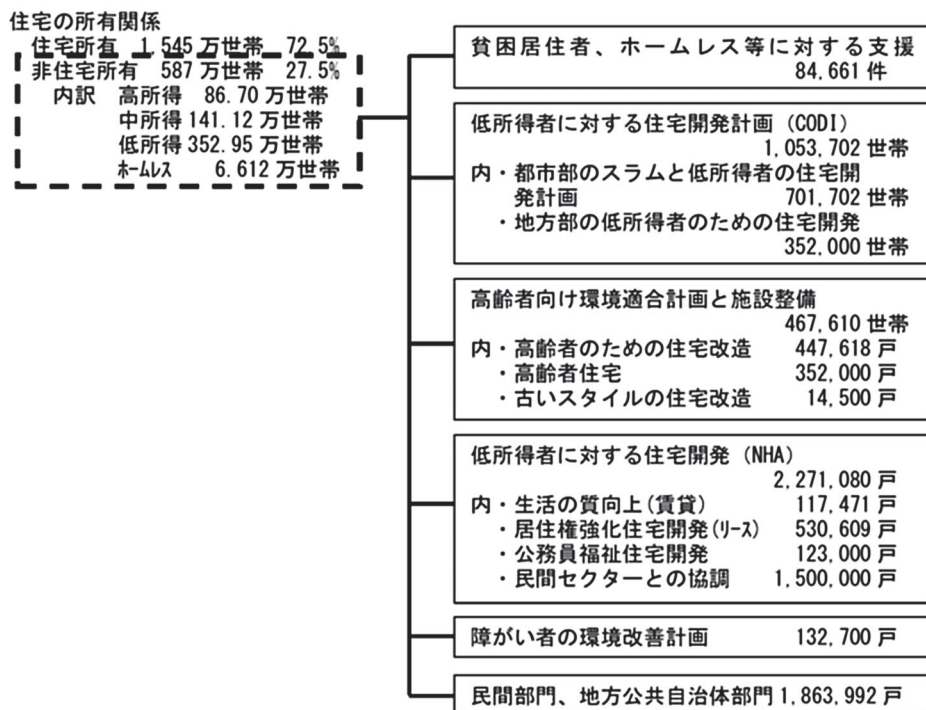 住宅の所有関係
住宅所有 1,545 万世帯 72.5%
非住宅所有 587 万世帯 27.5%
内訳 高所得 86.70 万世帯
中所得 141.12 万世帯
低所得 352.95 万世帯
ホームレス 6.612 万世帯
貧困居住者、ホームレス等に対する支援
84,661 件
低所得者に対する住宅開発計画 (CODI)
1,053,702 世帯
内・都市部のスラムと低所得者の住宅開
発計画 701,702 世帯
・地方部の低所得者のための住宅開発
352,000 世帯
高齢者向け環境適合計画と施設整備
467,610 世帯
内・高齢者のための住宅改造 447,618 戸
・高齢者住宅 352,000 戸
・古いスタイルの住宅改造 14,500 戸
低所得者に対する住宅開発 (NHA)
2,271,080 戸
内・生活の質向上(賃貸) 117,471 戸
・居住権強化住宅開発(リース) 530,609 戸
・公務員福祉住宅開発 123,000 戸
・民間セクターとの協調 1,500,000 戸
障がい者の環境改善計画 132,700 戸
民間部門、地方公共自治体部門 1,863,992 戸